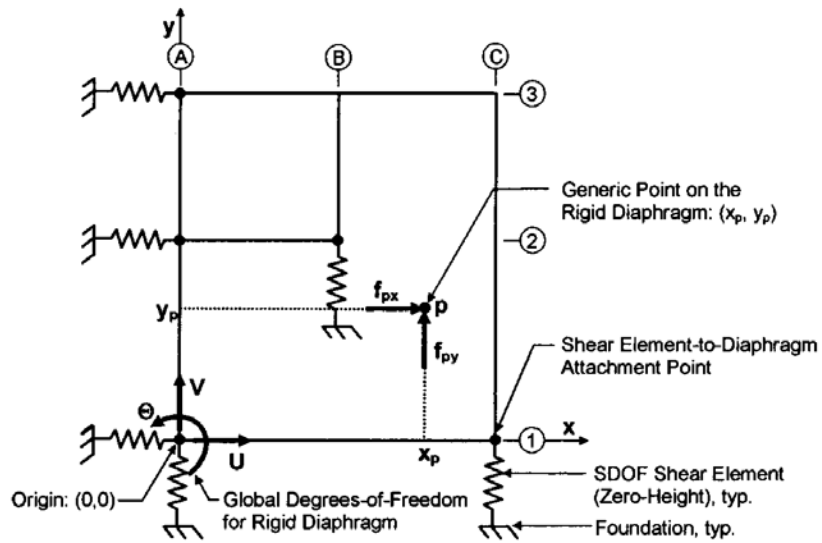 y
A B C
3
Generic Point on the
Rigid Diaphragm: (xp, yp)
2
fpx
yp
p
fpy
Shear Element-to-Diaphragm
Attachment Point
V
Θ
1
x
U
xp
Origin: (0,0)
Global Degrees-of-Freedom
for Rigid Diaphragm
SDOF Shear Element
(Zero-Height), typ.
Foundation, typ.